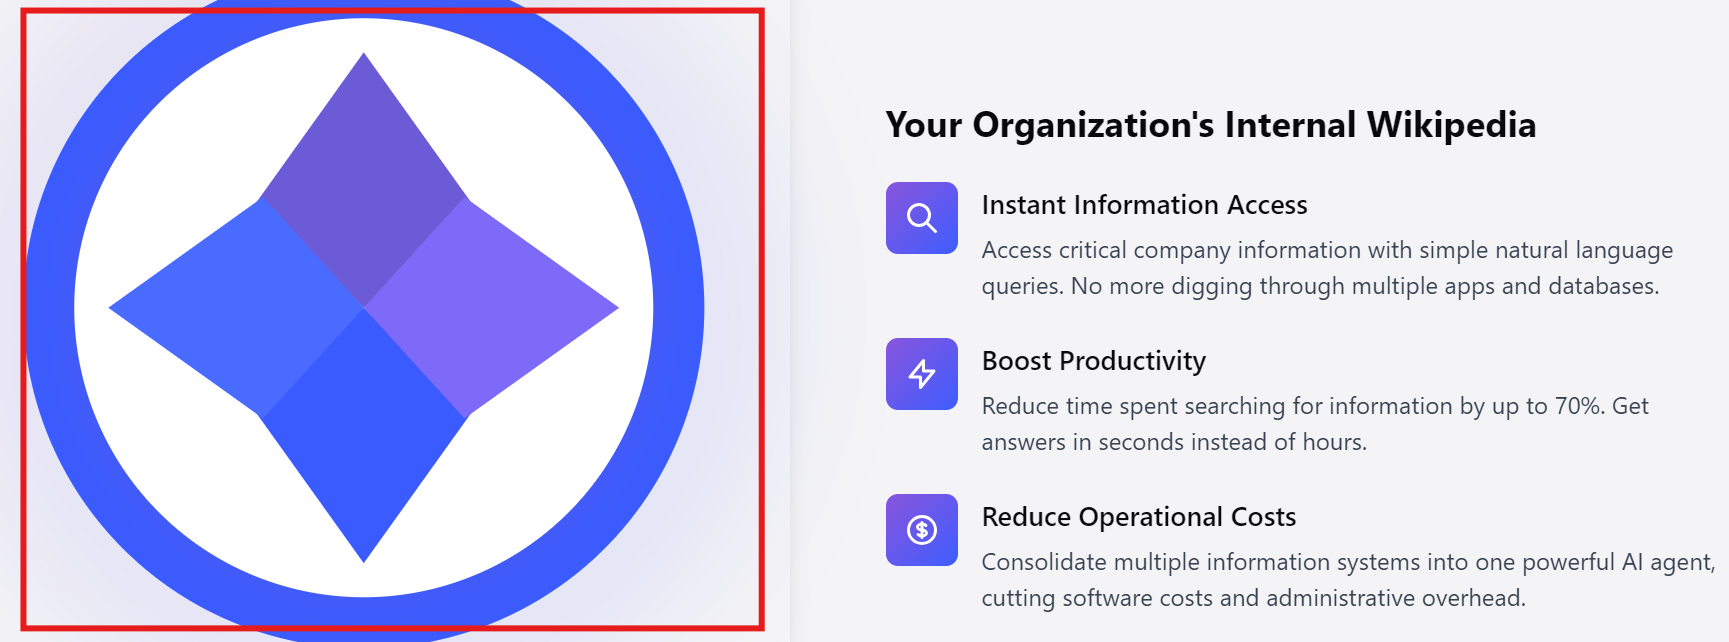 Your Organization's Internal Wikipedia
Instant Information Access
Access critical company information with simple natural language
queries. No more digging through multiple apps and databases.
Boost Productivity
Reduce time spent searching for information by up to 70%. Get
answers in seconds instead of hours.
Reduce Operational Costs
Consolidate multiple information systems into one powerful AI agent,
cutting software costs and administrative overhead.